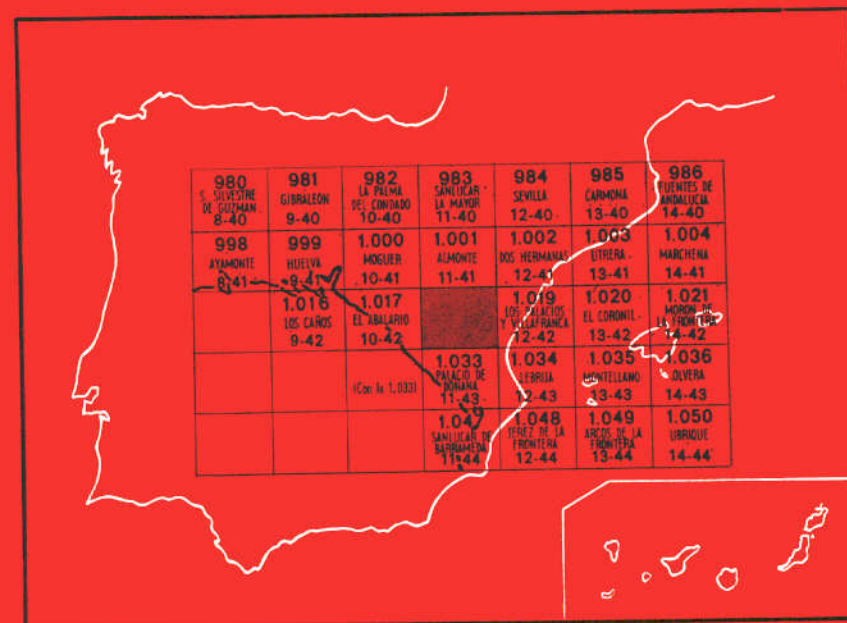 980 981 982 983 984 985 986
S. SILVESTRE DE GUZMAN GIBRALEON LA PALMA DEL CONDADO SANLUCAR LA MAYOR SEVILLA CARMONA FUENTES DE ANDALUCIA
8-40 9-40 10-40 11-40 12-40 13-40 14-40
998 999 1.000 1.001 1.002 1.003 1.004
AYAMONTE HUELVA MOGUER ALMONTE DOS HERMANAS UTRERA MARCHENA
8-41 9-41 10-41 11-41 12-41 13-41 14-41
1.016 1.017 1.019 1.020 1.021
LOS CAÑOS EL ABALARIO LOS PALACIOS Y VILLAFRANCA EL CORONIL MORON DE LA FRONTERA
9-42 10-42 12-42 13-42 14-42
1.033 1.034 1.035 1.036
(Con la 1.033) PALACIO DE DOÑANA LEBRIJA MONTELLANO OLVERA
11-43 12-43 13-43 14-43
1.047 1.048 1.049 1.050
SANLUCAR DE BARRAMEDA JEREZ DE LA FRONTERA ARCOS DE LA FRONTERA UBRIQUE
11-44 12-44 13-44 14-44